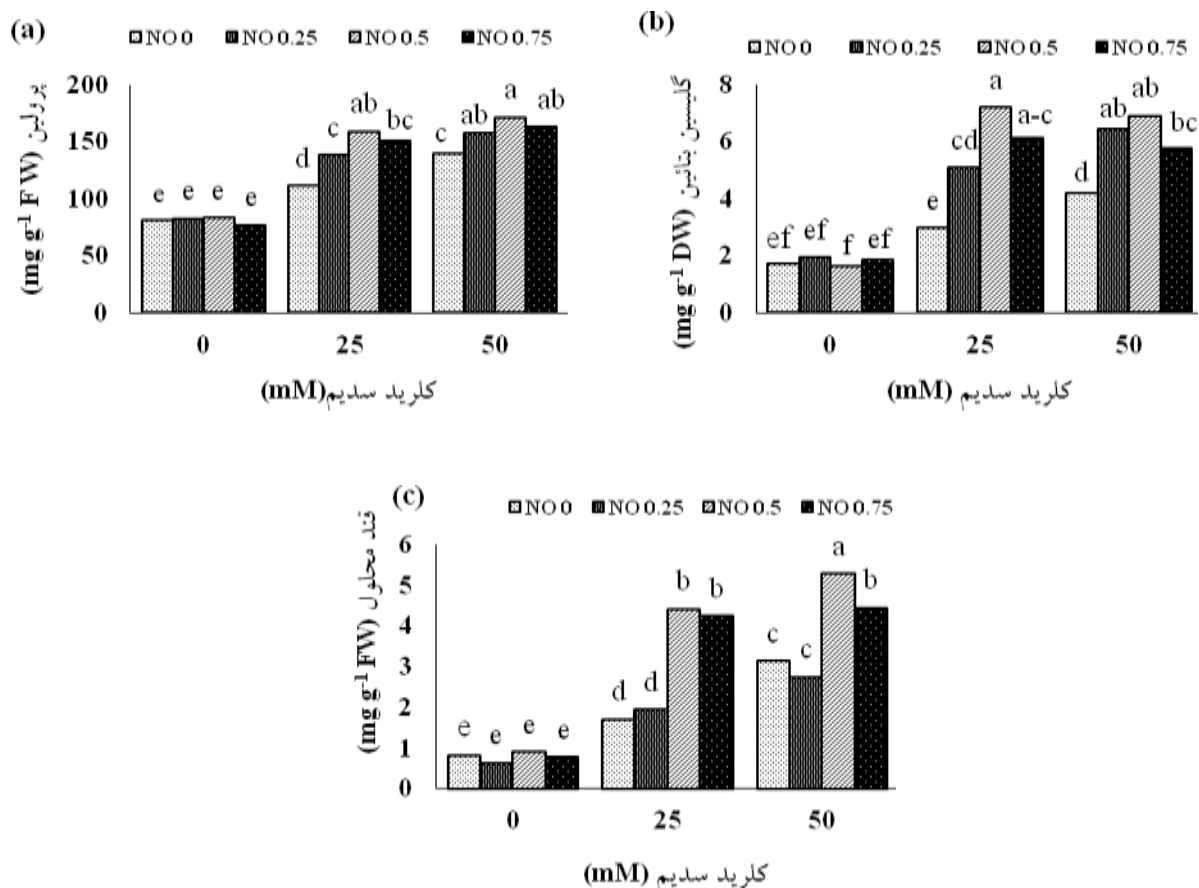 (a)
NO 0 NO 0.25 NO 0.5 NO 0.75
پرولین (mg g-1 FW)
200
150
100
50
0
e e e e
d c ab bc
c ab a ab
0 25 50
کلرید سدیم(mM)
(b)
NO 0 NO 0.25 NO 0.5 NO 0.75
گلیسین بتائین (mg g-1 DW)
8
6
4
2
0
ef ef f ef
e cd a a-c
d ab ab bc
0 25 50
کلرید سدیم (mM)
(c)
NO 0 NO 0.25 NO 0.5 NO 0.75
قند محلول (mg g-1 FW)
6
5
4
3
2
1
0
e e e e
d d b b
c c a b
0 25 50
کلرید سدیم (mM)